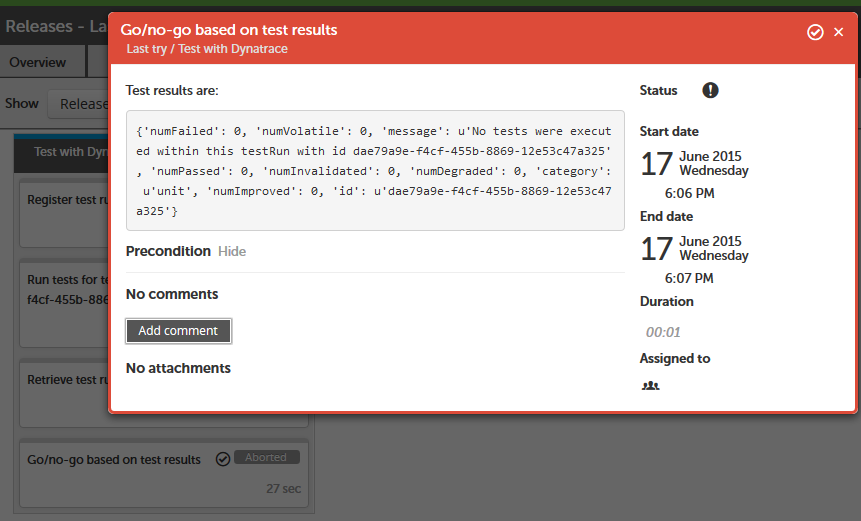 Releases - La
Go/no-go based on test results
Last try / Test with Dynatrace
Overview
Show
Release
Test with Dyn
Register test ru
Run tests for te
f4cf-455b-886
Retrieve test ru
Go/no-go based on test results
Aborted
27 sec
Test results are:
{'numFailed': 0, 'numVolatile': 0, 'message': u'No tests were execut
ed within this testRun with id dae79a9e-f4cf-455b-8869-12e53c47a325'
, 'numPassed': 0, 'numInvalidated': 0, 'numDegraded': 0, 'category':
u'unit', 'numImproved': 0, 'id': u'dae79a9e-f4cf-455b-8869-12e53c47
a325'}
Precondition Hide
No comments
Add comment
No attachments
Status
Start date
17 June 2015
Wednesday
6:06 PM
End date
17 June 2015
Wednesday
6:07 PM
Duration
00:01
Assigned to